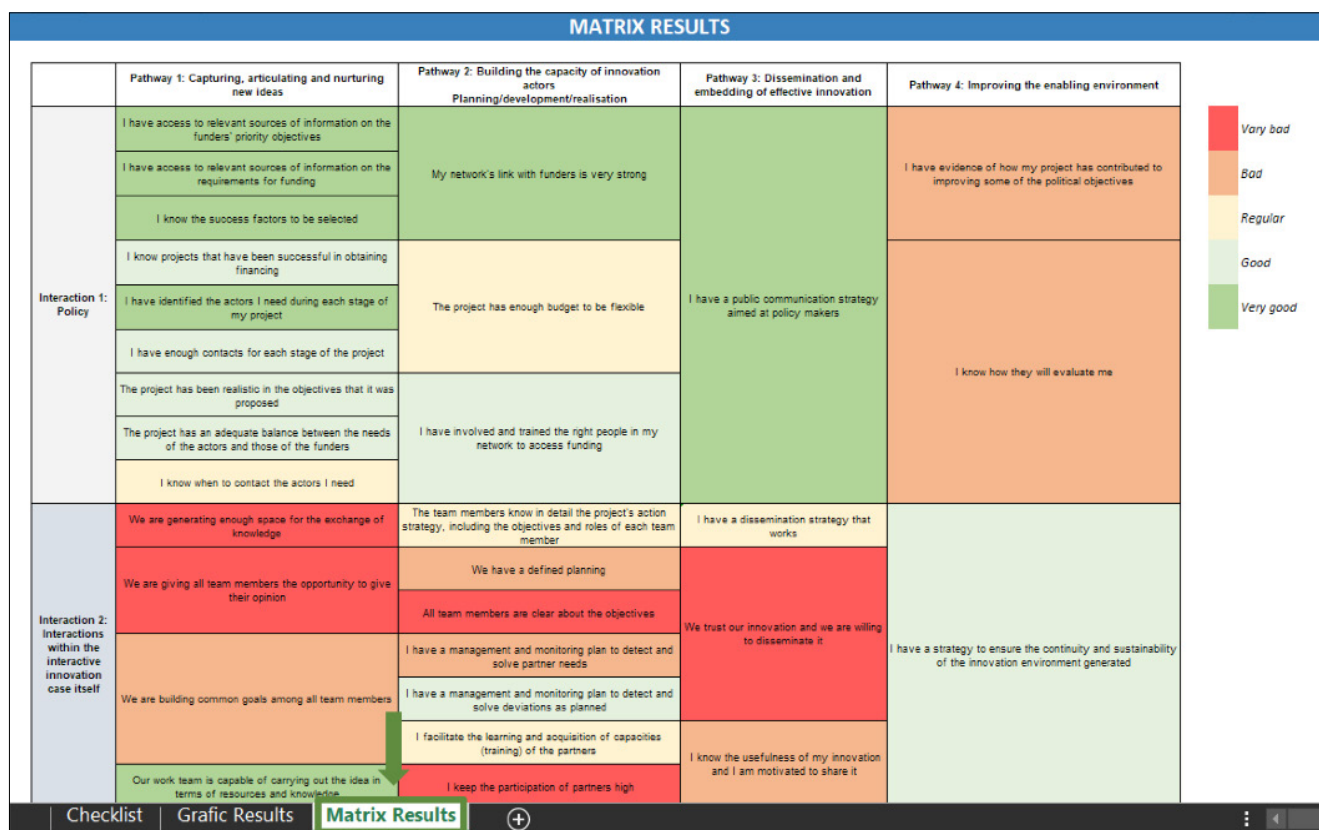 MATRIX RESULTS
Pathway 1: Capturing, articulating and nurturing
new ideas
Pathway 2: Building the capacity of innovation
actors
Planning/development/realisation
Pathway 3: Dissemination and
embedding of effective innovation
Pathway 4: Improving the enabling environment
Interaction 1:
Policy
I have access to relevant sources of information on the
funders' priority objectives
I have access to relevant sources of information on the
requirements for funding
I know the success factors to be selected
I know projects that have been successful in obtaining
financing
I have identified the actors I need during each stage of
my project
I have enough contacts for each stage of the project
The project has been realistic in the objectives that it was
proposed
The project has an adequate balance between the needs
of the actors and those of the funders
I know when to contact the actors I need
My network's link with funders is very strong
The project has enough budget to be flexible
I have involved and trained the right people in my
network to access funding
I have a public communication strategy
aimed at policy makers
I have evidence of how my project has contributed to
improving some of the political objectives
I know how they will evaluate me
Interaction 2:
Interactions
within the
interactive
innovation
case itself
We are generating enough space for the exchange of
knowledge
We are giving all team members the opportunity to give
their opinion
We are building common goals among all team members
Our work team is capable of carrying out the idea in
terms of resources and knowledge
The team members know in detail the project's action
strategy, including the objectives and roles of each team
member
We have a defined planning
All team members are clear about the objectives
I have a management and monitoring plan to detect and
solve partner needs
I have a management and monitoring plan to detect and
solve deviations as planned
I facilitate the learning and acquisition of capacities
(training) of the partners
I keep the participation of partners high
I have a dissemination strategy that
works
We trust our innovation and we are willing
to disseminate it
I know the usefulness of my innovation
and I am motivated to share it
I have a strategy to ensure the continuity and sustainability
of the innovation environment generated
Vary bad
Bad
Regular
Good
Very good
Checklist
Grafic Results
Matrix Results